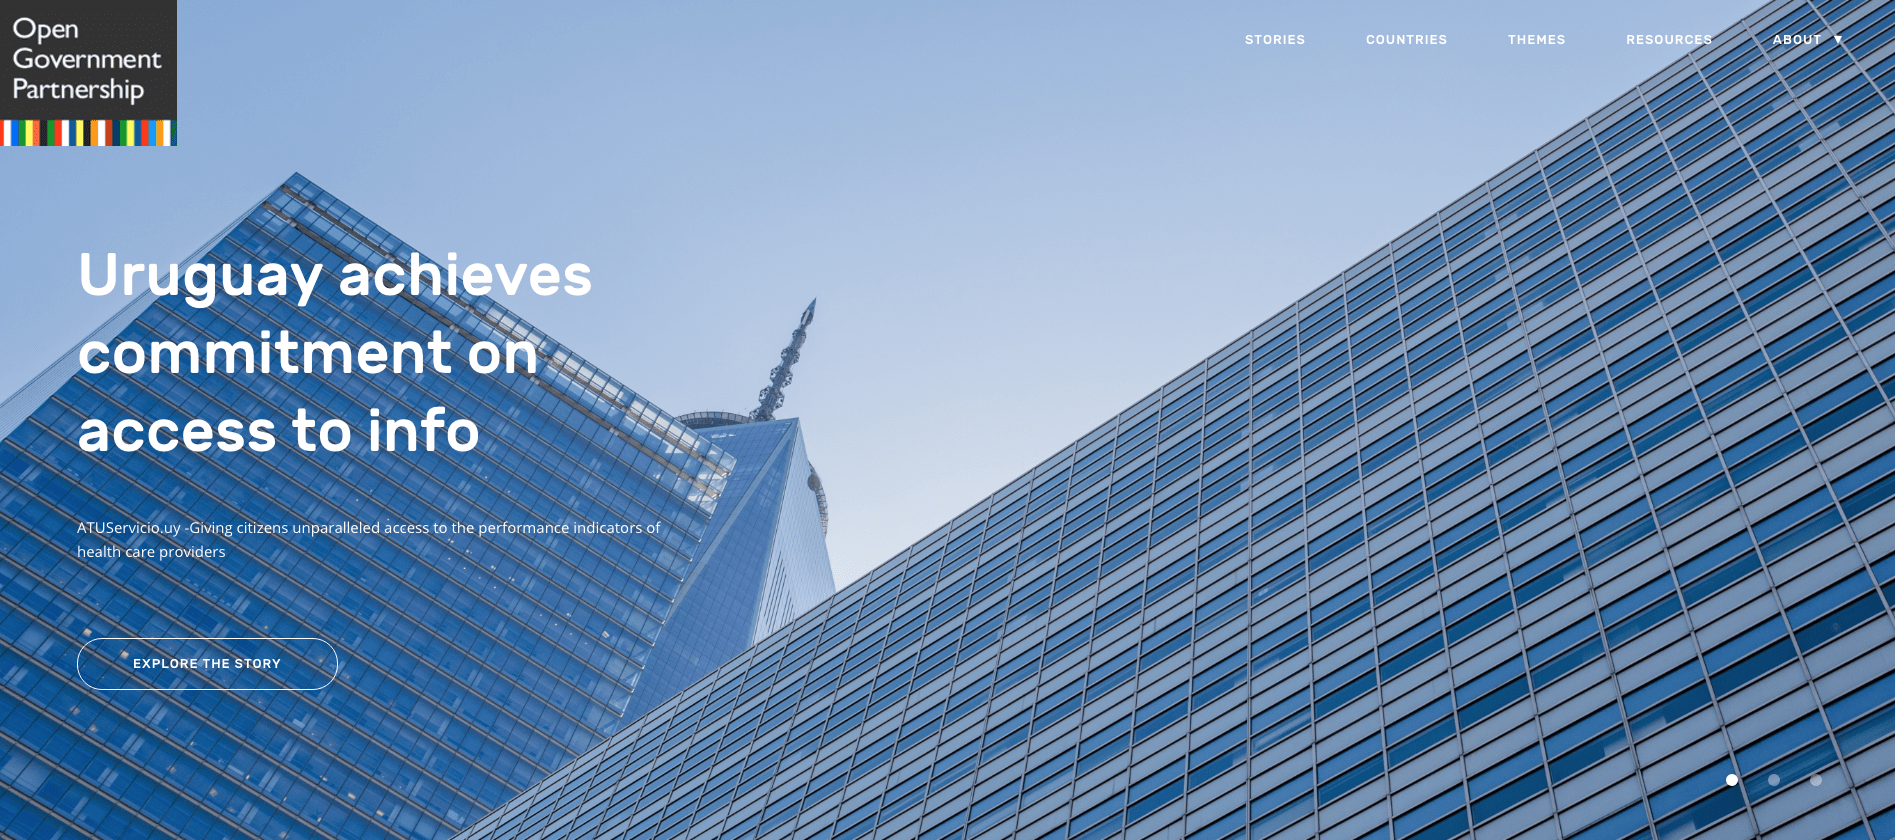 Open
Government
Partnership
STORIES COUNTRIES THEMES RESOURCES ABOUT ▼
Uruguay achieves
commitment on
access to info
ATUServicio.uy -Giving citizens unparalleled access to the performance indicators of
health care providers
EXPLORE THE STORY